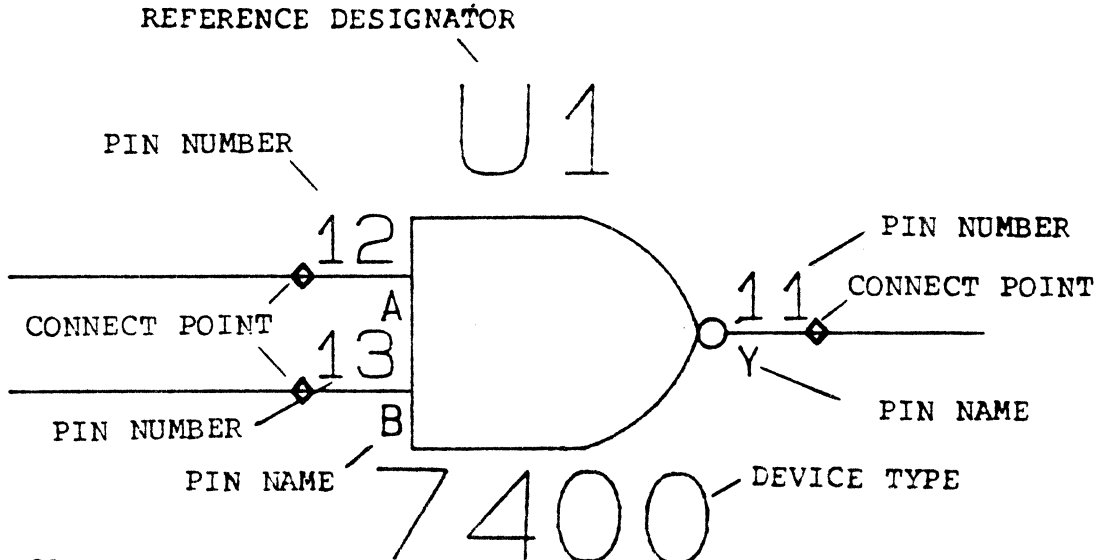 REFERENCE DESIGNATOR
U1
PIN NUMBER
12
PIN NUMBER
11
CONNECT POINT
A
CONNECT POINT
13
Y
PIN NAME
B
PIN NUMBER
PIN NAME
7400
DEVICE TYPE